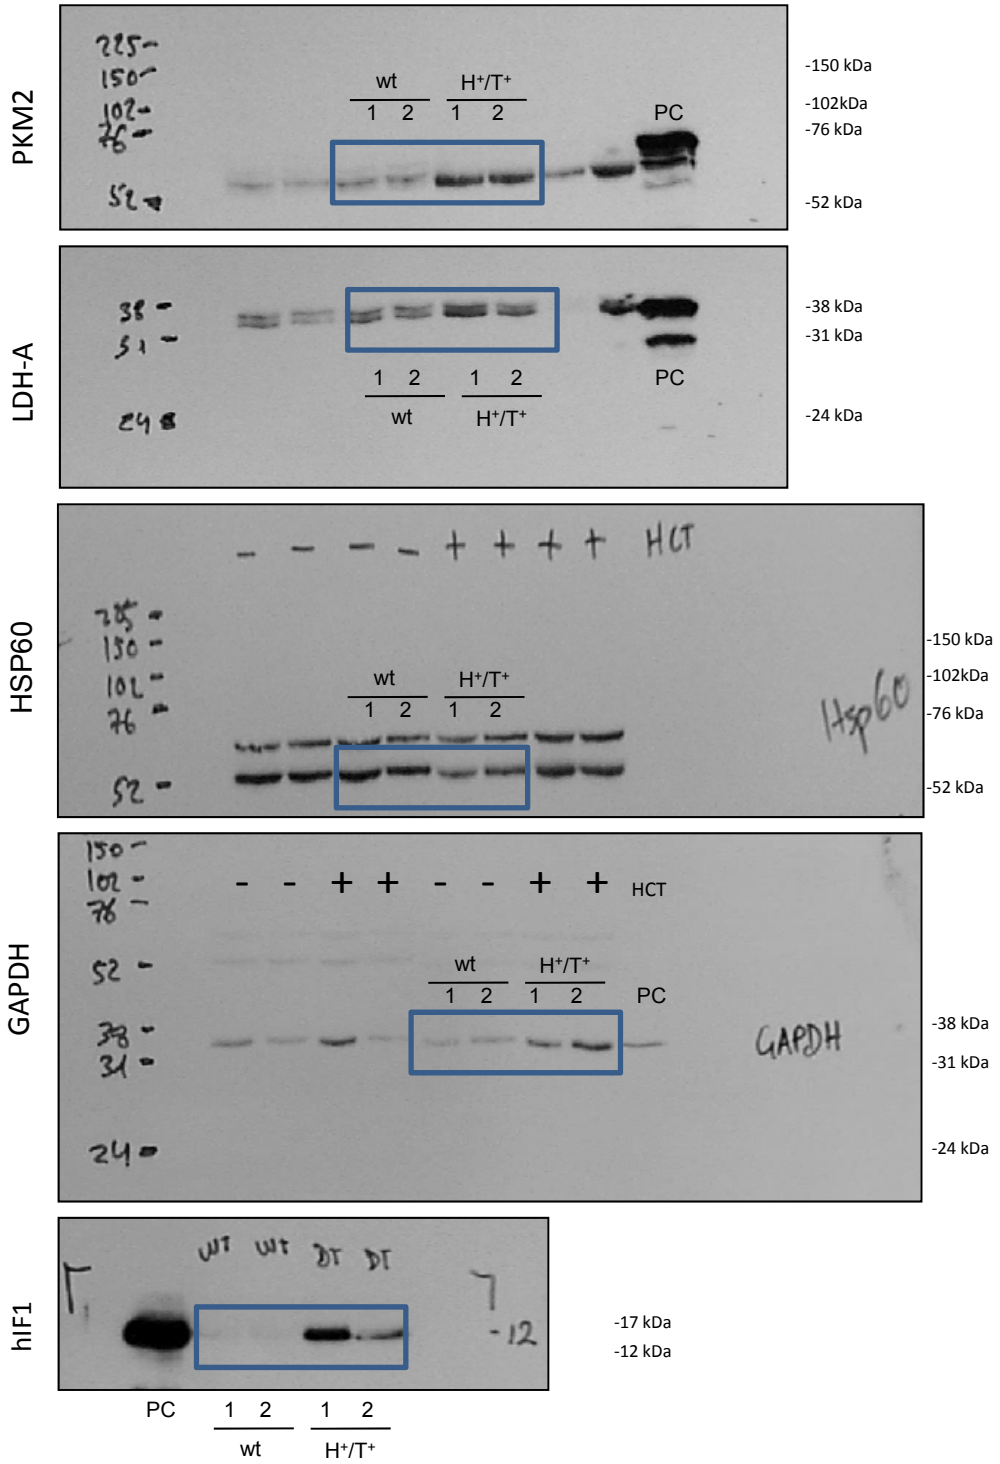 PKM2
225-
150-
102-
76-
52-
wt H⁺/T⁺
1 2 1 2
PC
-150 kDa
-102kDa
-76 kDa
-52 kDa
LDH-A
38-
31-
24-
1 2 1 2
wt H⁺/T⁺
PC
-38 kDa
-31 kDa
-24 kDa
HSP60
- - - - + + + + HCT
225-
150-
102-
76-
52-
wt H⁺/T⁺
1 2 1 2
Hsp60
-150 kDa
-102kDa
-76 kDa
-52 kDa
GAPDH
150-
102-
76-
52-
38-
31-
24-
- - + + - - + + HCT
wt H⁺/T⁺
1 2 1 2 PC
GAPDH
-38 kDa
-31 kDa
-24 kDa
hIF1
WT WT DT DT
-12
-17 kDa
-12 kDa
PC 1 2 1 2
wt H⁺/T⁺